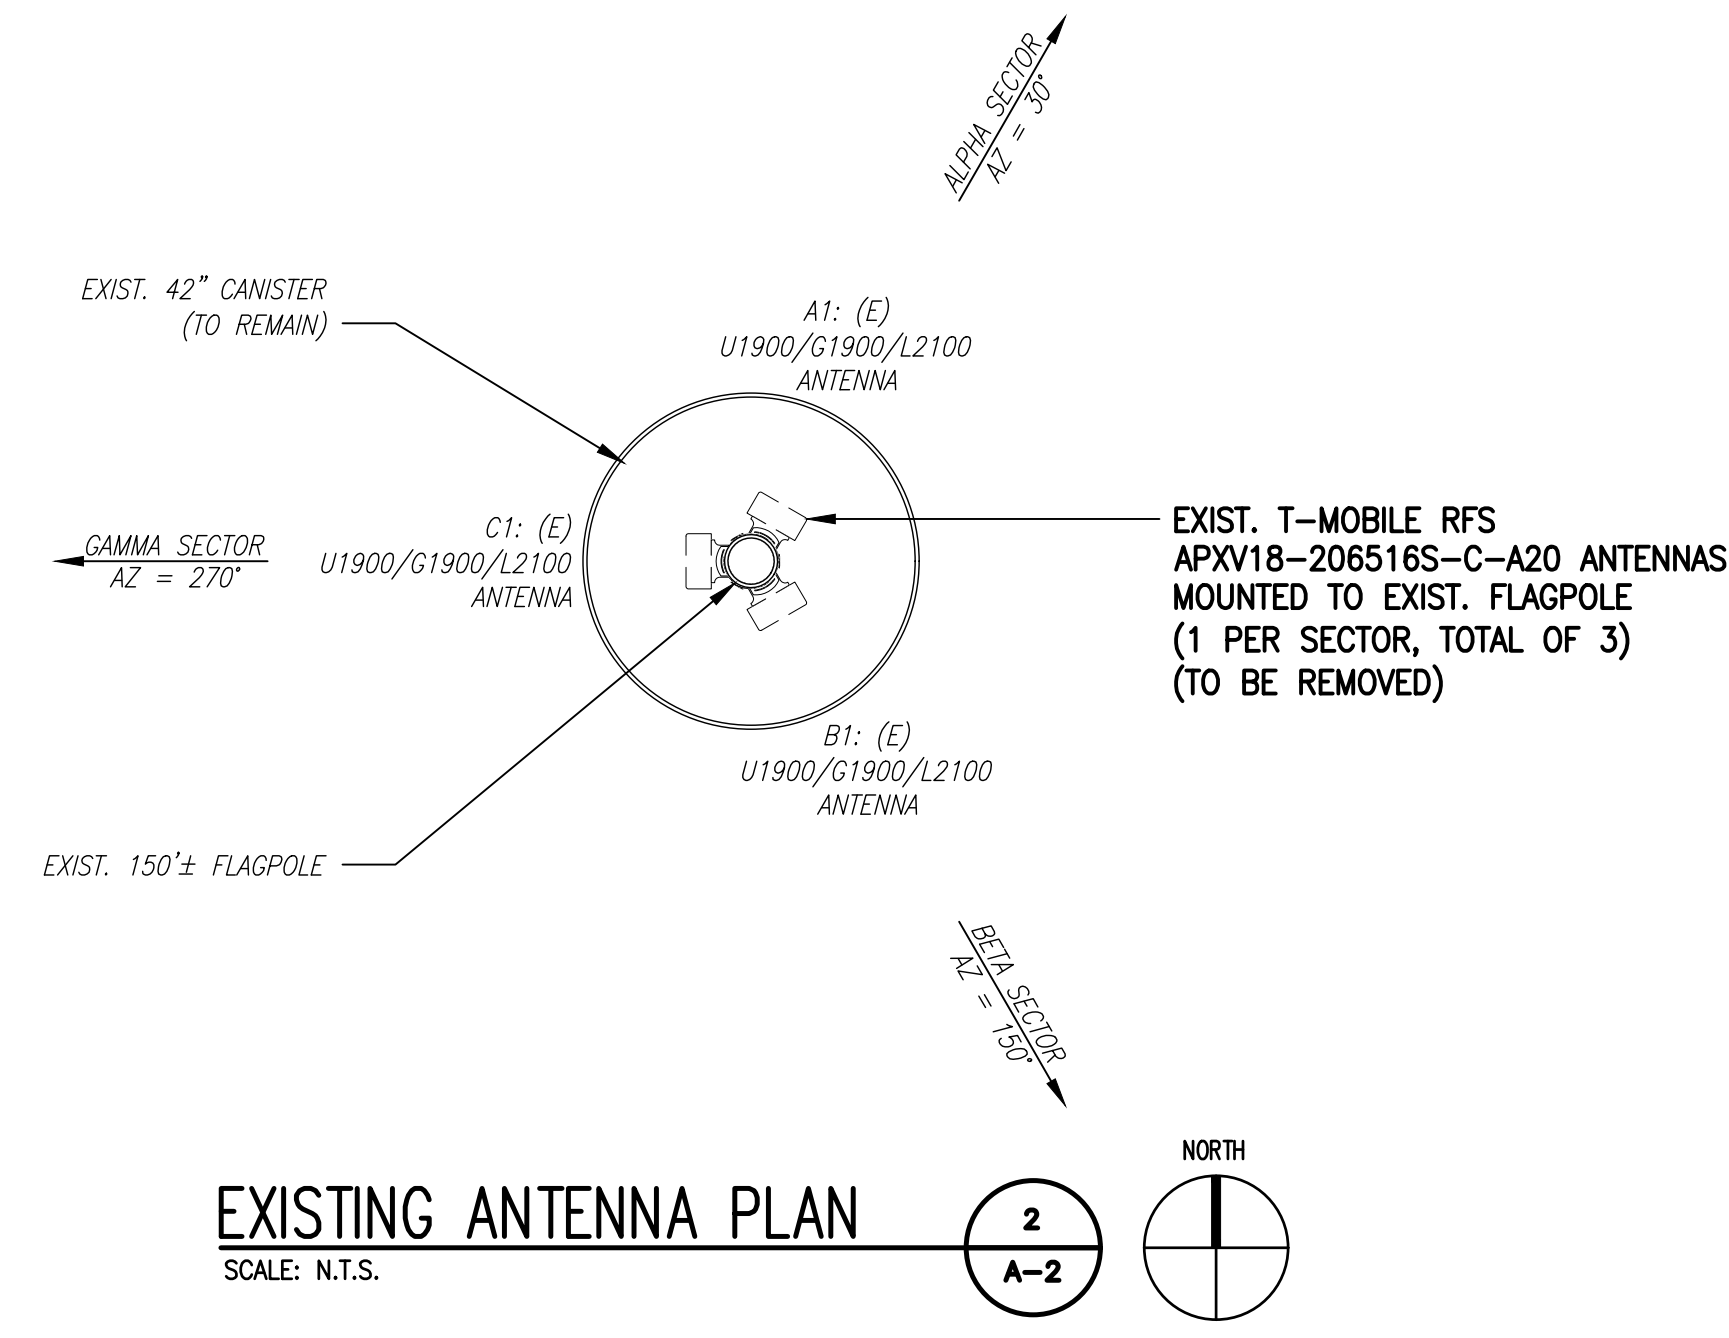 ALPHA SECTOR
AZ = 30°
EXIST. 42" CANISTER
(TO REMAIN)
A1: (E)
U1900/G1900/L2100
ANTENNA
GAMMA SECTOR
AZ = 270°
C1: (E)
U1900/G1900/L2100
ANTENNA
EXIST. T-MOBILE RFS
APXV18-206516S-C-A20 ANTENNAS
MOUNTED TO EXIST. FLAGPOLE
(1 PER SECTOR, TOTAL OF 3)
(TO BE REMOVED)
B1: (E)
U1900/G1900/L2100
ANTENNA
EXIST. 150'± FLAGPOLE
BETA SECTOR
AZ = 150°
NORTH
EXISTING ANTENNA PLAN
SCALE: N.T.S.
2
A-2